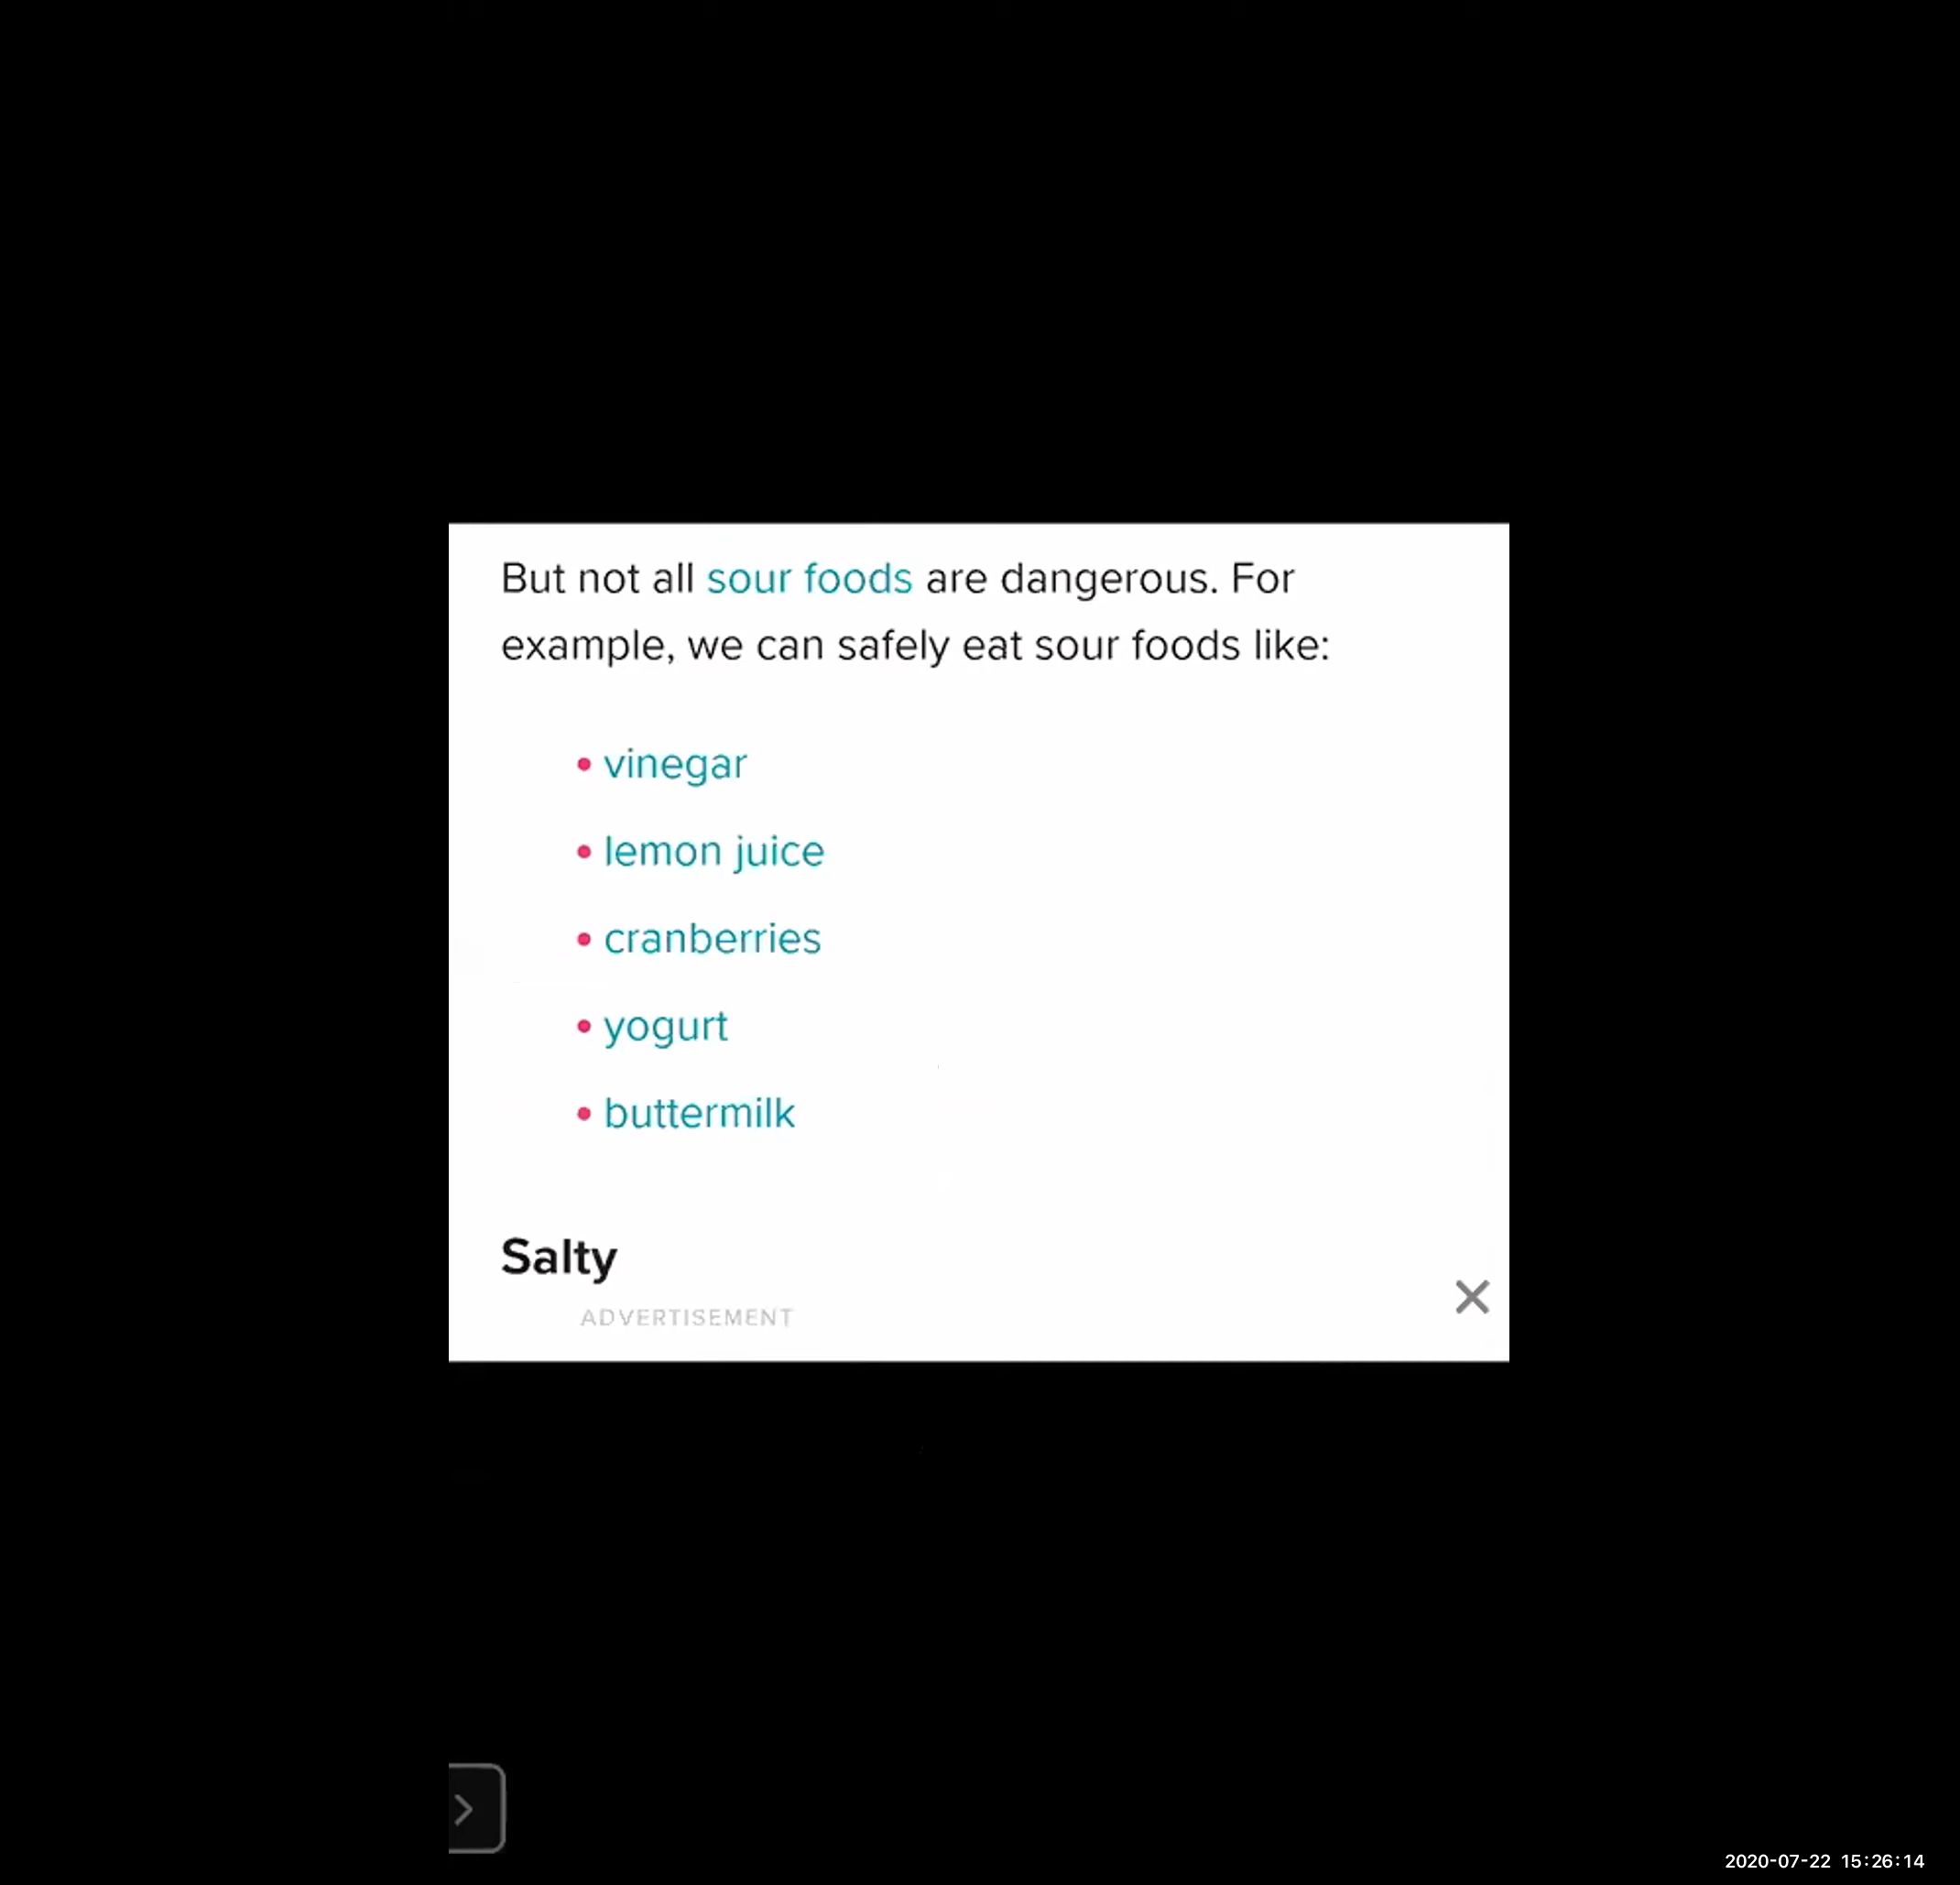 But not all sour foods are dangerous. For
example, we can safely eat sour foods like:
• vinegar
• lemon juice
• cranberries
• yogurt
• buttermilk
Salty
ADVERTISEMENT
2020-07-22 15:26:14